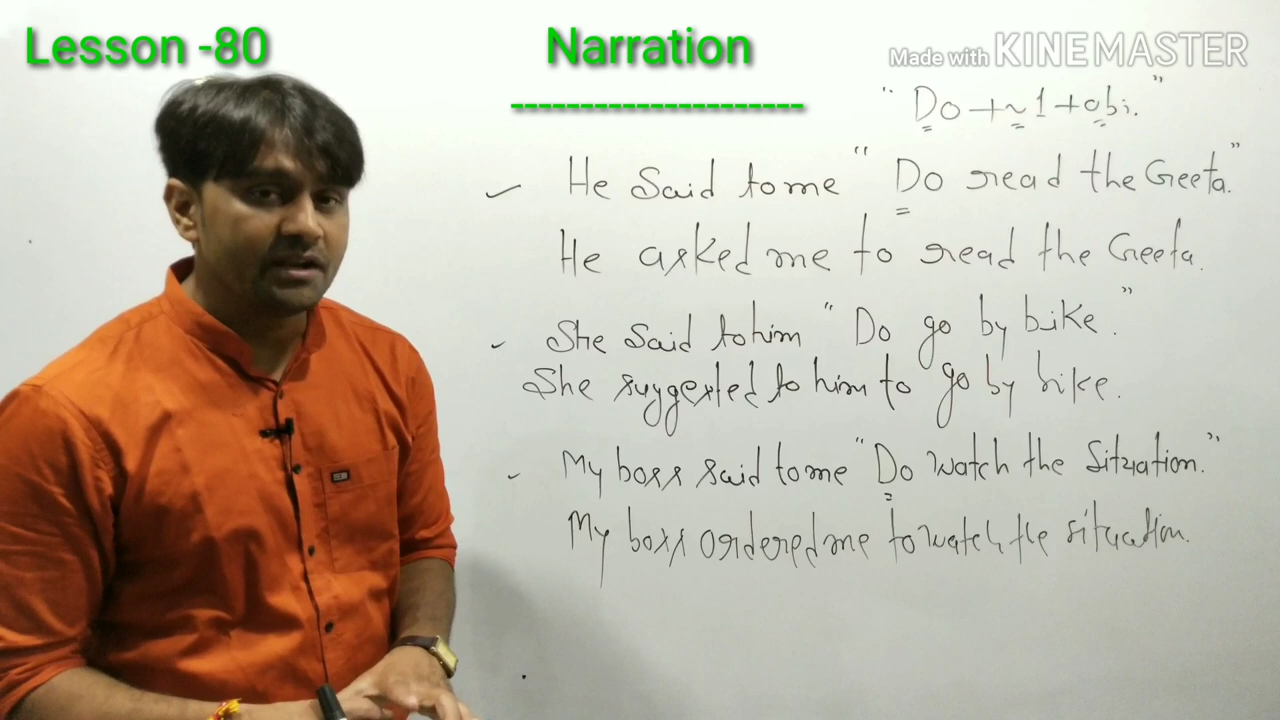 Lesson -80
Narration
Made with KINEMASTER
---------------------
" Do + ~ 1 + obj. "
He Said to me " Do read the Geeta."
He asked me to read the Geeta.
She Said to him " Do go by bike."
She suggested to him to go by bike.
My boss said to me "Do watch the Situation."
My boss ordered me to watch the situation.